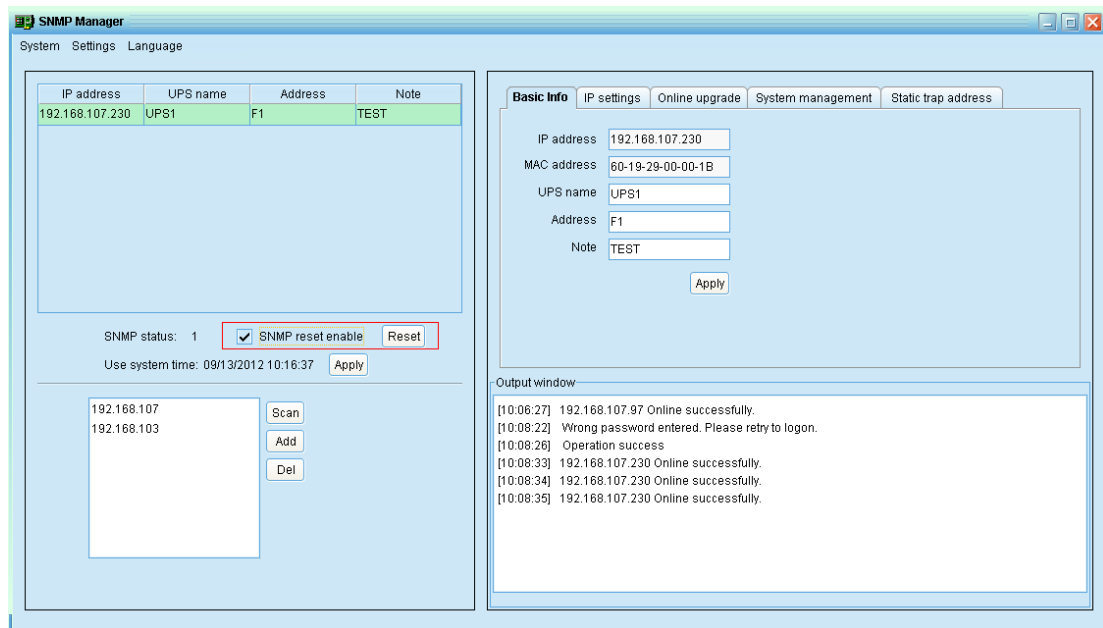 SNMP Manager
System Settings Language
IP address UPS name Address Note
192.168.107.230 UPS1 F1 TEST
SNMP status: 1 SNMP reset enable Reset
Use system time: 09/13/2012 10:16:37 Apply
192.168.107
192.168.103
Scan
Add
Del
Basic Info IP settings Online upgrade System management Static trap address
IP address 192.168.107.230
MAC address 60-19-29-00-00-1B
UPS name UPS1
Address F1
Note TEST
Apply
Output window
[10:06:27] 192.168.107.97 Online successfully.
[10:08:22] Wrong password entered. Please retry to logon.
[10:08:26] Operation success
[10:08:33] 192.168.107.230 Online successfully.
[10:08:34] 192.168.107.230 Online successfully.
[10:08:35] 192.168.107.230 Online successfully.